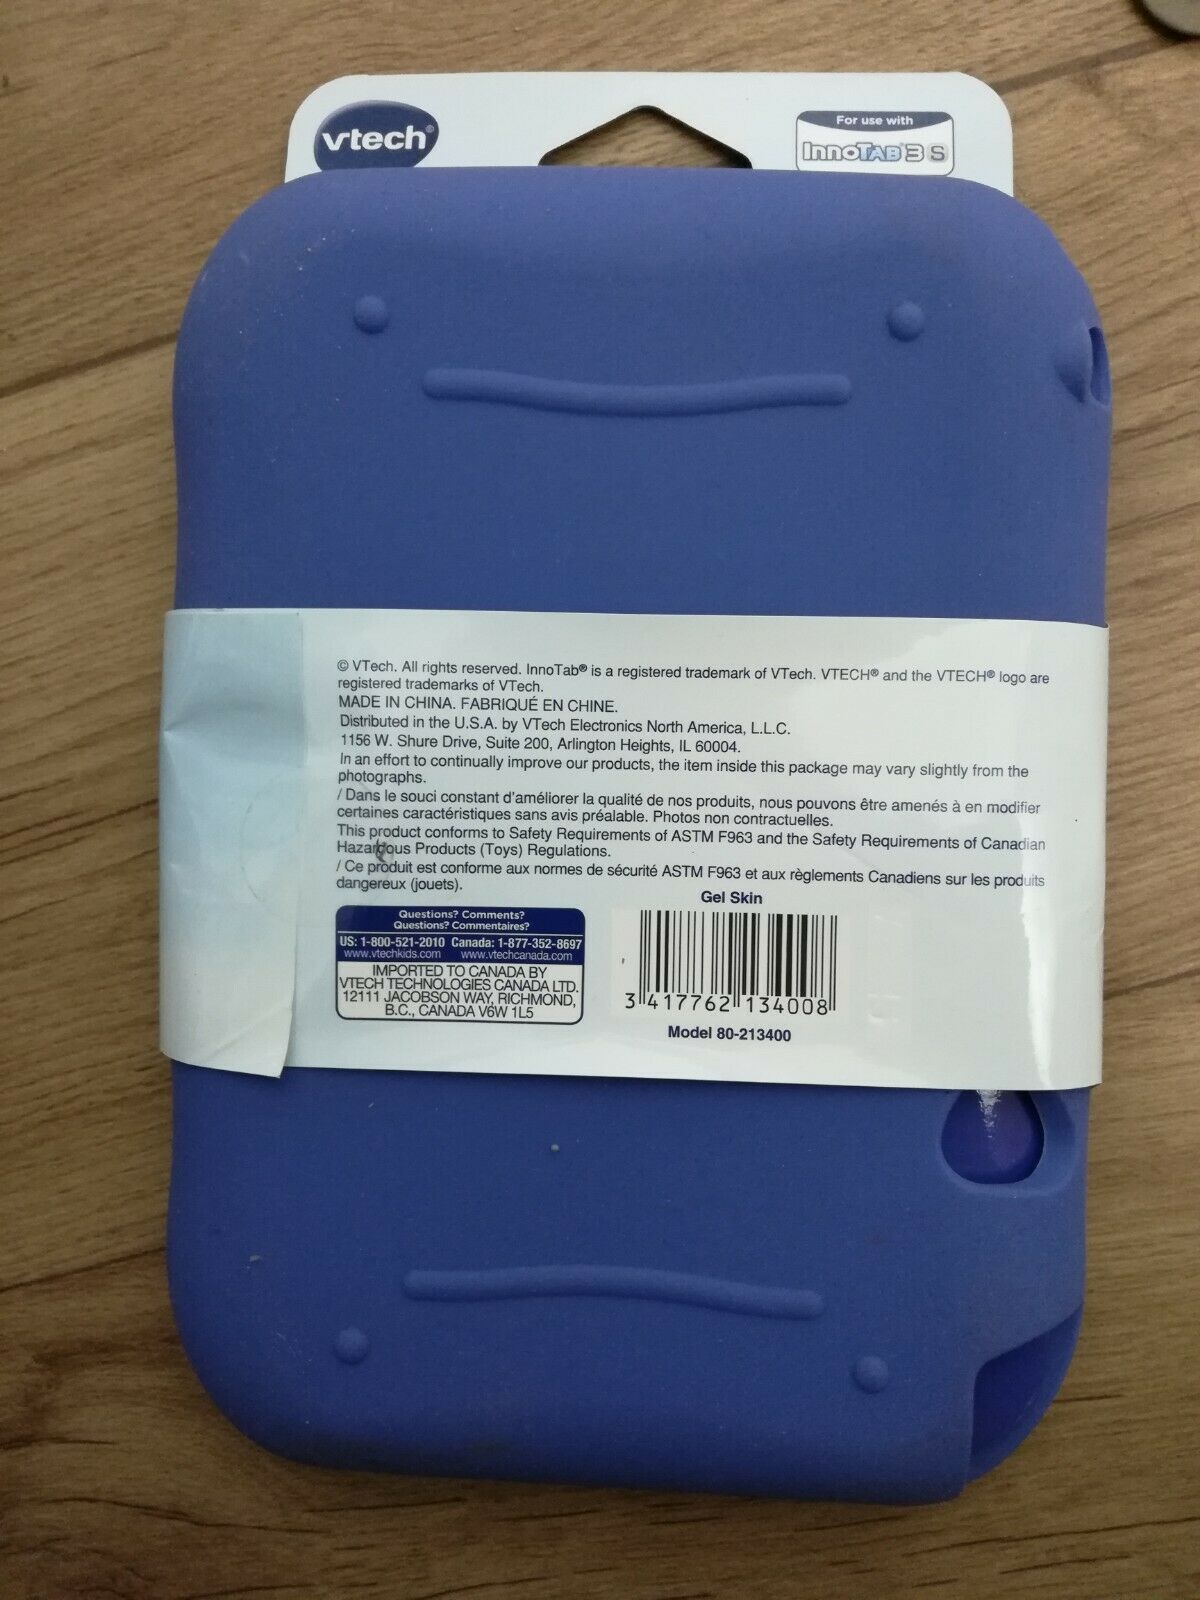 vtech®
For use with
InnoTAB® 3 S
© VTech. All rights reserved. InnoTab® is a registered trademark of VTech. VTECH® and the VTECH® logo are
registered trademarks of VTech.
MADE IN CHINA. FABRIQUÉ EN CHINE.
Distributed in the U.S.A. by VTech Electronics North America, L.L.C.
1156 W. Shure Drive, Suite 200, Arlington Heights, IL 60004.
In an effort to continually improve our products, the item inside this package may vary slightly from the
photographs.
/ Dans le souci constant d'améliorer la qualité de nos produits, nous pouvons être amenés à en modifier
certaines caractéristiques sans avis préalable. Photos non contractuelles.
This product conforms to Safety Requirements of ASTM F963 and the Safety Requirements of Canadian
Hazardous Products (Toys) Regulations.
/ Ce produit est conforme aux normes de sécurité ASTM F963 et aux règlements Canadiens sur les produits
dangereux (jouets).
Gel Skin
Questions? Comments?
Questions? Commentaires?
US: 1-800-521-2010 Canada: 1-877-352-8697
www.vtechkids.com www.vtechcanada.com
IMPORTED TO CANADA BY
VTECH TECHNOLOGIES CANADA LTD.
12111 JACOBSON WAY, RICHMOND,
B.C., CANADA V6W 1L5
3 417762 134008
Model 80-213400